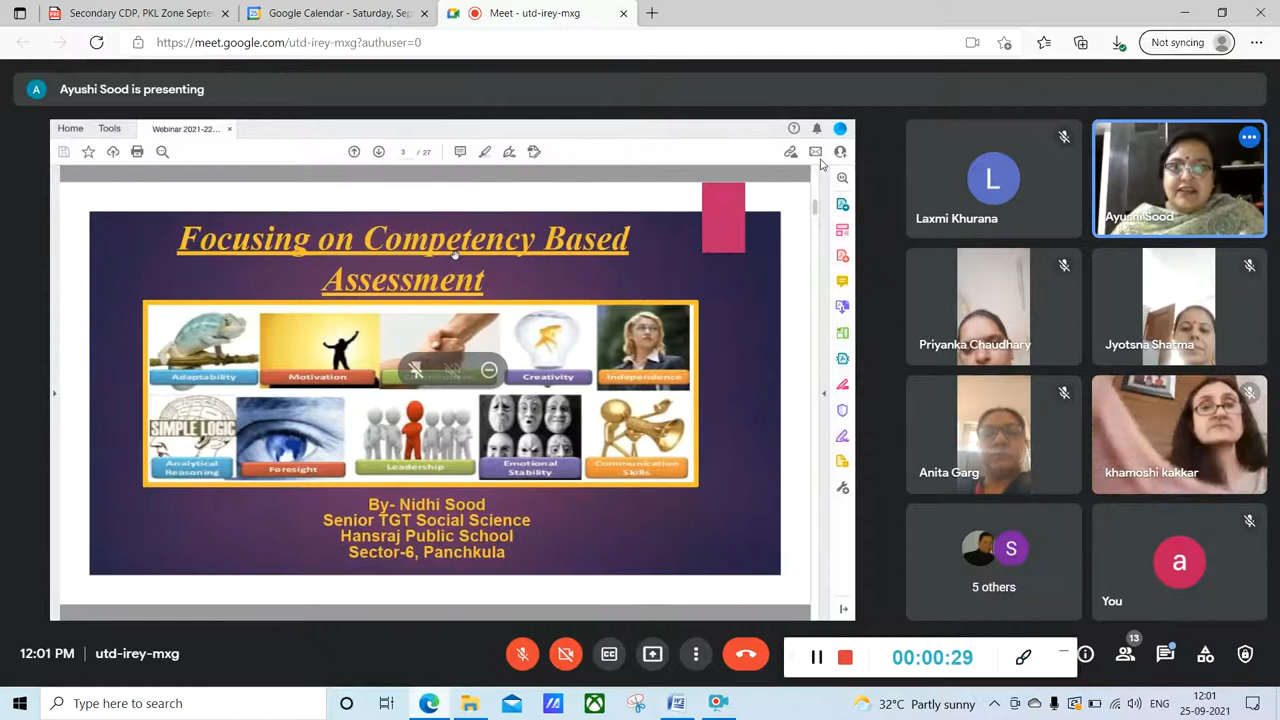 Secondary CDP, PKL Zone Septe
Google Calendar - Saturday, Sep
Meet - utd-irey-mxg
https://meet.google.com/utd-irey-mxg?authuser=0
Not syncing
A
Ayushi Sood is presenting
Home
Tools
Webinar 2021-22...
3 / 27
Focusing on Competency Based
Assessment
Adaptability
Motivation
Creativity
Independence
SIMPLE LOGIC
Analytical
Reasoning
Foresight
Leadership
Emotional
Stability
Communication
Skills
By- Nidhi Sood
Senior TGT Social Science
Hansraj Public School
Sector-6, Panchkula
L
Laxmi Khurana
Ayushi Sood
Priyanka Chaudhary
Jyotsna Sharma
Anita Garg
khamoshi kakkar
S
5 others
a
You
12:01 PM
utd-irey-mxg
CC
00:00:29
13
Type here to search
32°C Partly sunny
ENG
12:01
25-09-2021